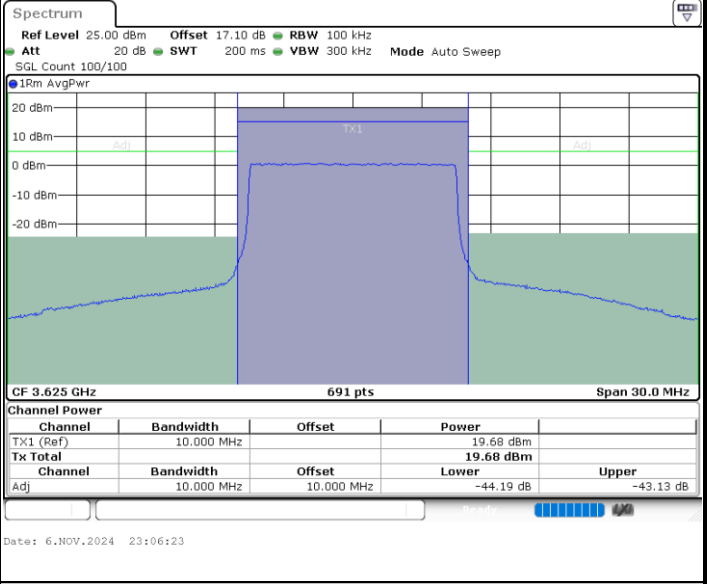 Spectrum
Ref Level 25.00 dBm Offset 17.10 dB RBW 100 kHz
Att 20 dB SWT 200 ms VBW 300 kHz Mode Auto Sweep
SGL Count 100/100
1Rm AvgPwr
20 dBm
TX1
10 dBm
Adj Adj
0 dBm
-10 dBm
-20 dBm
CF 3.625 GHz 691 pts Span 30.0 MHz
Channel Power
Channel Bandwidth Offset Power
TX1 (Ref) 10.000 MHz 19.68 dBm
Tx Total 19.68 dBm
Channel Bandwidth Offset Lower Upper
Adj 10.000 MHz 10.000 MHz -44.19 dB -43.13 dB
Ready
Date: 6.NOV.2024 23:06:23